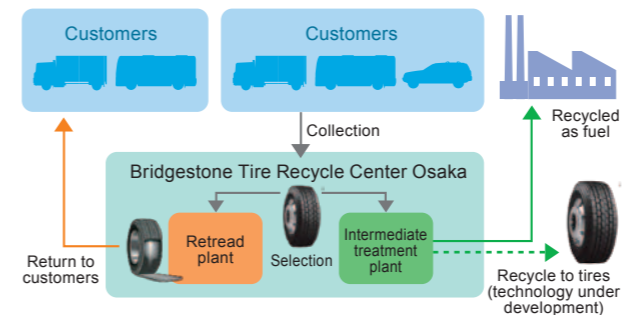 Customers
Customers
Collection
Recycled
as fuel
Bridgestone Tire Recycle Center Osaka
Retread
plant
Selection
Intermediate
treatment
plant
Return to
customers
Recycle to tires
(technology under
development)